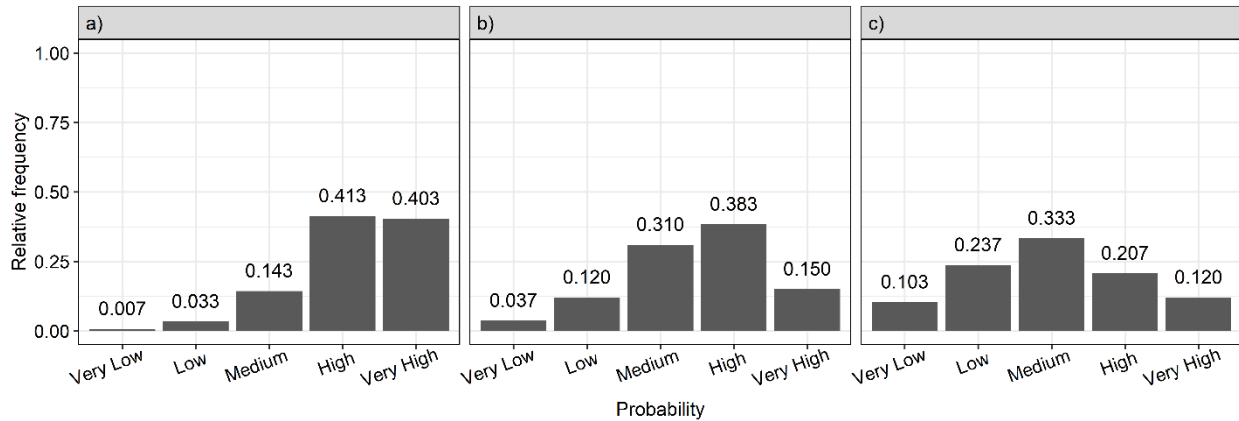 a) b) c)
Relative frequency
1.00
0.75
0.50
0.25
0.00
0.007 0.033 0.143 0.413 0.403
0.037 0.120 0.310 0.383 0.150
0.103 0.237 0.333 0.207 0.120
Very Low Low Medium High Very High
Very Low Low Medium High Very High
Very Low Low Medium High Very High
Probability